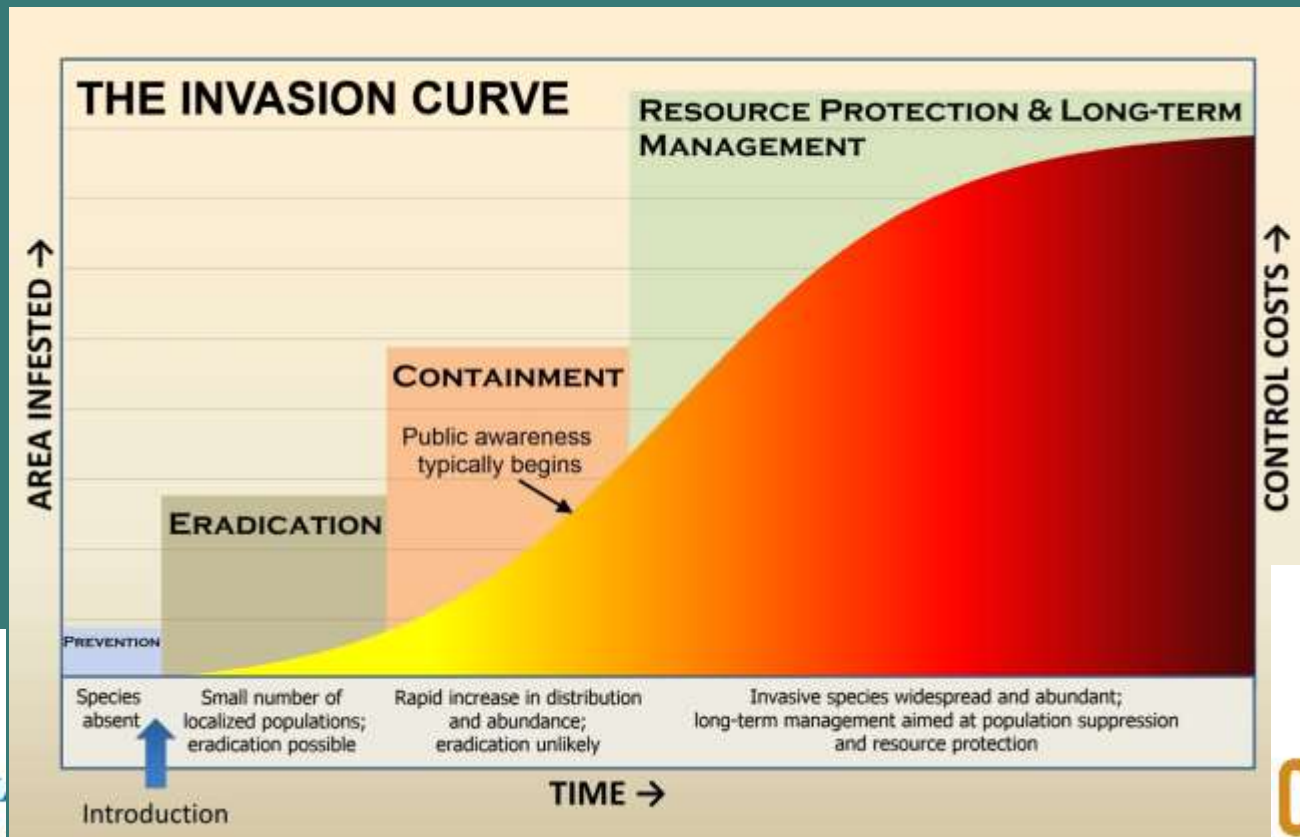 THE INVASION CURVE
RESOURCE PROTECTION & LONG-TERM
MANAGEMENT
AREA INFESTED →
CONTROL COSTS →
CONTAINMENT
Public awareness
typically begins
ERADICATION
PREVENTION
Species
absent
Small number of
localized populations;
eradication possible
Rapid increase in distribution
and abundance;
eradication unlikely
Invasive species widespread and abundant;
long-term management aimed at population suppression
and resource protection
TIME →
Introduction